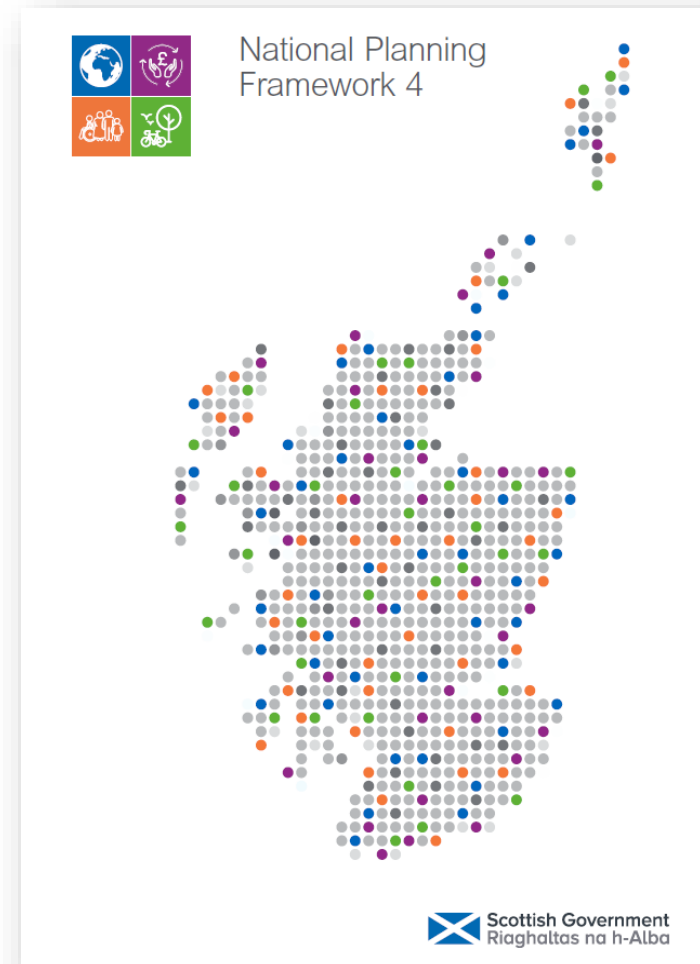 £
National Planning
Framework 4
Scottish Government
Riaghaltas na h-Alba